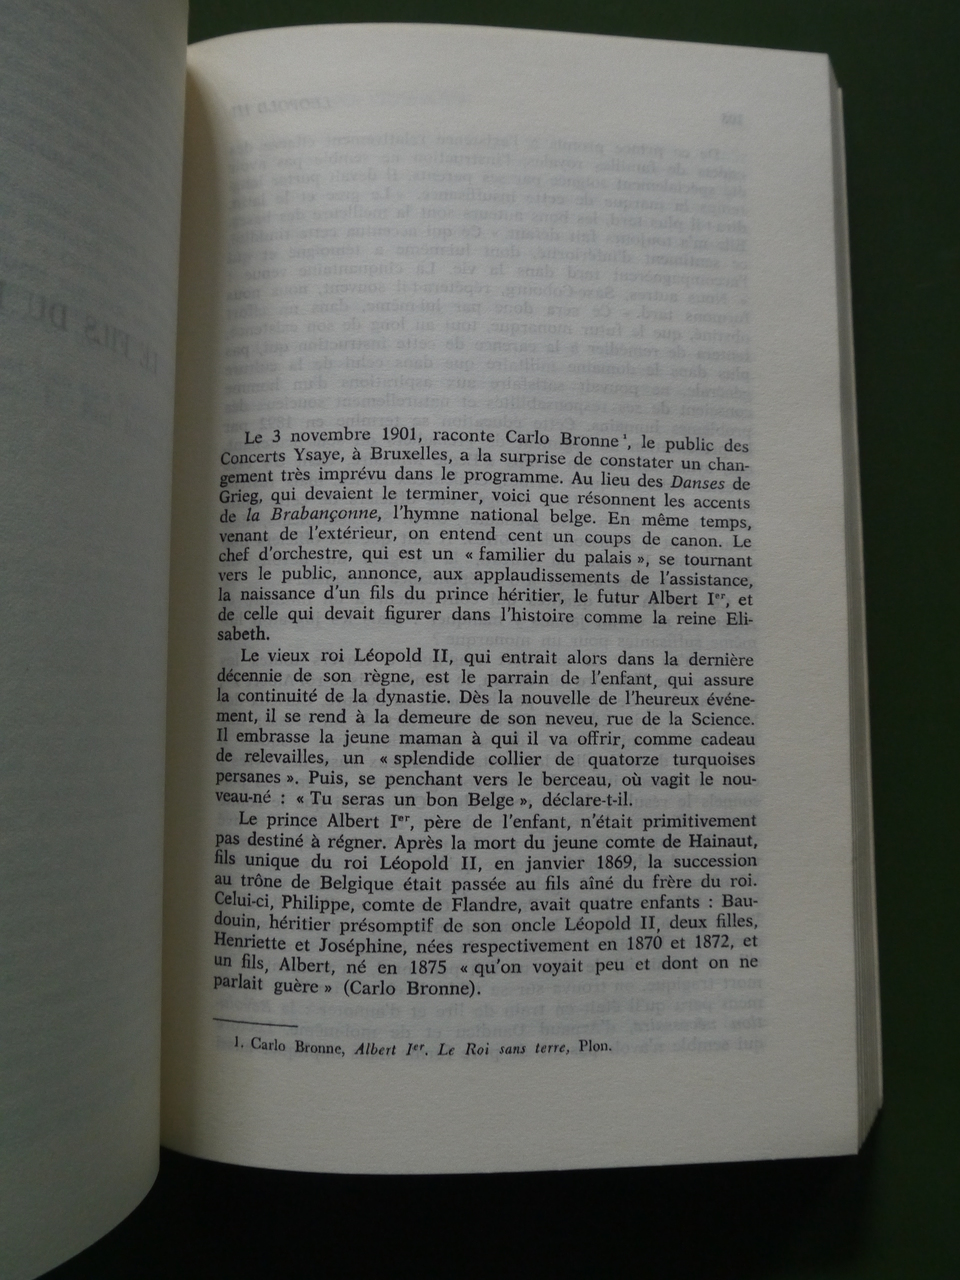 Le 3 novembre 1901, raconte Carlo Bronne¹, le public des
Concerts Ysaye, à Bruxelles, a la surprise de constater un chan-
gement très imprévu dans le programme. Au lieu des Danses de
Grieg, qui devaient le terminer, voici que résonnent les accents
de la Brabançonne, l'hymne national belge. En même temps,
venant de l'extérieur, on entend cent un coups de canon. Le
chef d'orchestre, qui est un « familier du palais », se tournant
vers le public, annonce, aux applaudissements de l'assistance,
la naissance d'un fils du prince héritier, le futur Albert Iᵉʳ, et
de celle qui devait figurer dans l'histoire comme la reine Eli-
sabeth.
Le vieux roi Léopold II, qui entrait alors dans la dernière
décennie de son règne, est le parrain de l'enfant, qui assure
la continuité de la dynastie. Dès la nouvelle de l'heureux événe-
ment, il se rend à la demeure de son neveu, rue de la Science.
Il embrasse la jeune maman à qui il va offrir, comme cadeau
de relevailles, un « splendide collier de quatorze turquoises
persanes ». Puis, se penchant vers le berceau, où vagit le nou-
veau-né : « Tu seras un bon Belge », déclare-t-il.
Le prince Albert Iᵉʳ, père de l'enfant, n'était primitivement
pas destiné à régner. Après la mort du jeune comte de Hainaut,
fils unique du roi Léopold II, en janvier 1869, la succession
au trône de Belgique était passée au fils aîné du frère du roi.
Celui-ci, Philippe, comte de Flandre, avait quatre enfants : Bau-
douin, héritier présomptif de son oncle Léopold II, deux filles,
Henriette et Joséphine, nées respectivement en 1870 et 1872, et
un fils, Albert, né en 1875 « qu'on voyait peu et dont on ne
parlait guère » (Carlo Bronne).
1. Carlo Bronne, Albert Iᵉʳ. Le Roi sans terre, Plon.